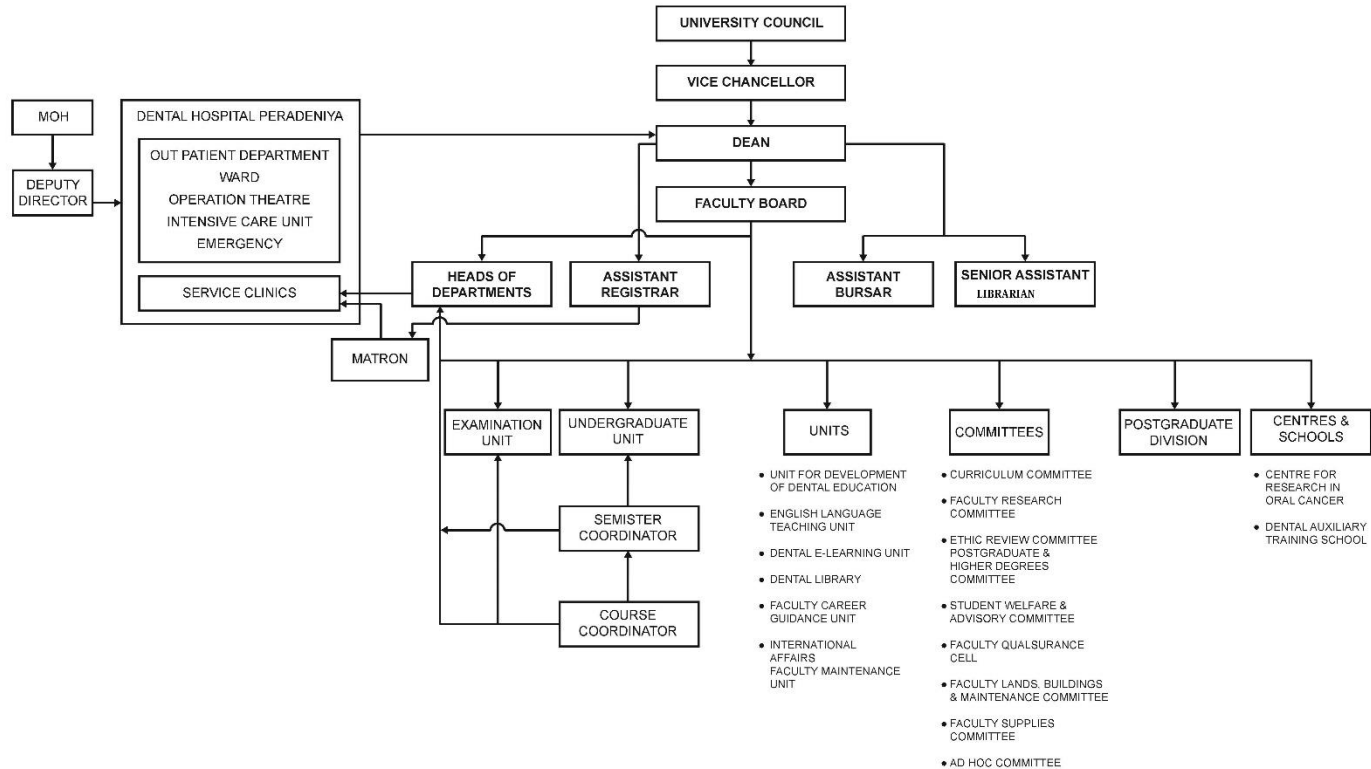 UNIVERSITY COUNCIL
VICE CHANCELLOR
MOH
DENTAL HOSPITAL PERADENIYA
DEAN
OUT PATIENT DEPARTMENT
WARD
OPERATION THEATRE
INTENSIVE CARE UNIT
EMERGENCY
DEPUTY
DIRECTOR
FACULTY BOARD
SERVICE CLINICS
HEADS OF
DEPARTMENTS
ASSISTANT
REGISTRAR
ASSISTANT
BURSAR
SENIOR ASSISTANT
LIBRARIAN
MATRON
EXAMINATION
UNIT
UNDERGRADUATE
UNIT
UNITS
COMMITTEES
POSTGRADUATE
DIVISION
CENTRES &
SCHOOLS
SEMISTER
COORDINATOR
COURSE
COORDINATOR
• UNIT FOR DEVELOPMENT
OF DENTAL EDUCATION
• ENGLISH LANGUAGE
TEACHING UNIT
• DENTAL E-LEARNING UNIT
• DENTAL LIBRARY
• FACULTY CAREER
GUIDANCE UNIT
• INTERNATIONAL
AFFAIRS
FACULTY MAINTENANCE
UNIT
• CURRICULUM COMMITTEE
• FACULTY RESEARCH
COMMITTEE
• ETHIC REVIEW COMMITTEE
POSTGRADUATE &
HIGHER DEGREES
COMMITTEE
• STUDENT WELFARE &
ADVISORY COMMITTEE
• FACULTY QUALSURANCE
CELL
• FACULTY LANDS, BUILDINGS
& MAINTENANCE COMMITTEE
• FACULTY SUPPLIES
COMMITTEE
• AD HOC COMMITTEE
• CENTRE FOR
RESEARCH IN
ORAL CANCER
• DENTAL AUXILIARY
TRAINING SCHOOL